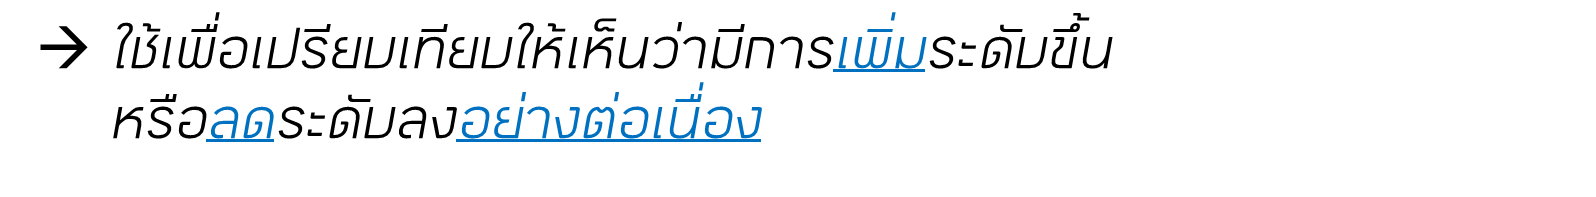 → ใช้เพื่อเปรียบเทียบให้เห็นว่ามีการเพิ่มระดับขึ้น
หรือลดระดับลงอย่างต่อเนื่อง